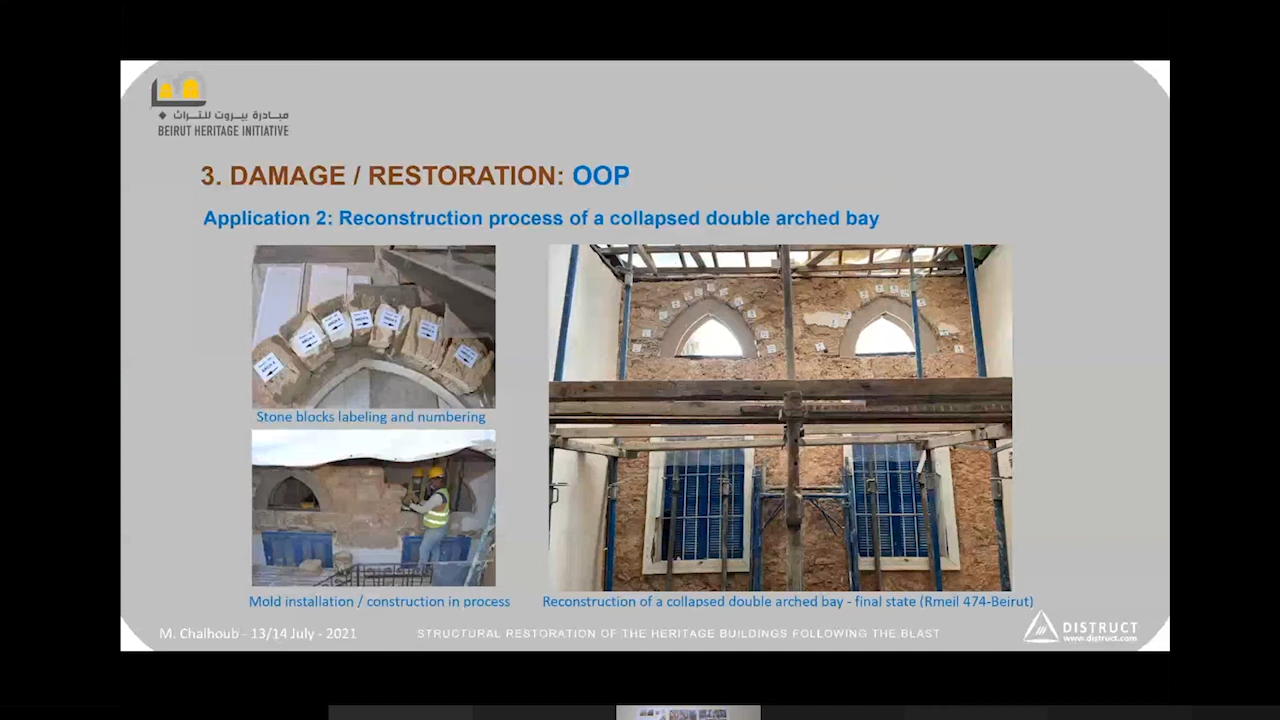 مبادرة بيروت للتراث
BEIRUT HERITAGE INITIATIVE
3. DAMAGE / RESTORATION: OOP
Application 2: Reconstruction process of a collapsed double arched bay
Stone blocks labeling and numbering
Mold installation / construction in process
Reconstruction of a collapsed double arched bay - final state (Rmeil 474-Beirut)
M. Chalhoub - 13/14 July - 2021
STRUCTURAL RESTORATION OF THE HERITAGE BUILDINGS FOLLOWING THE BLAST
DISTRUCT
www.distruct.com